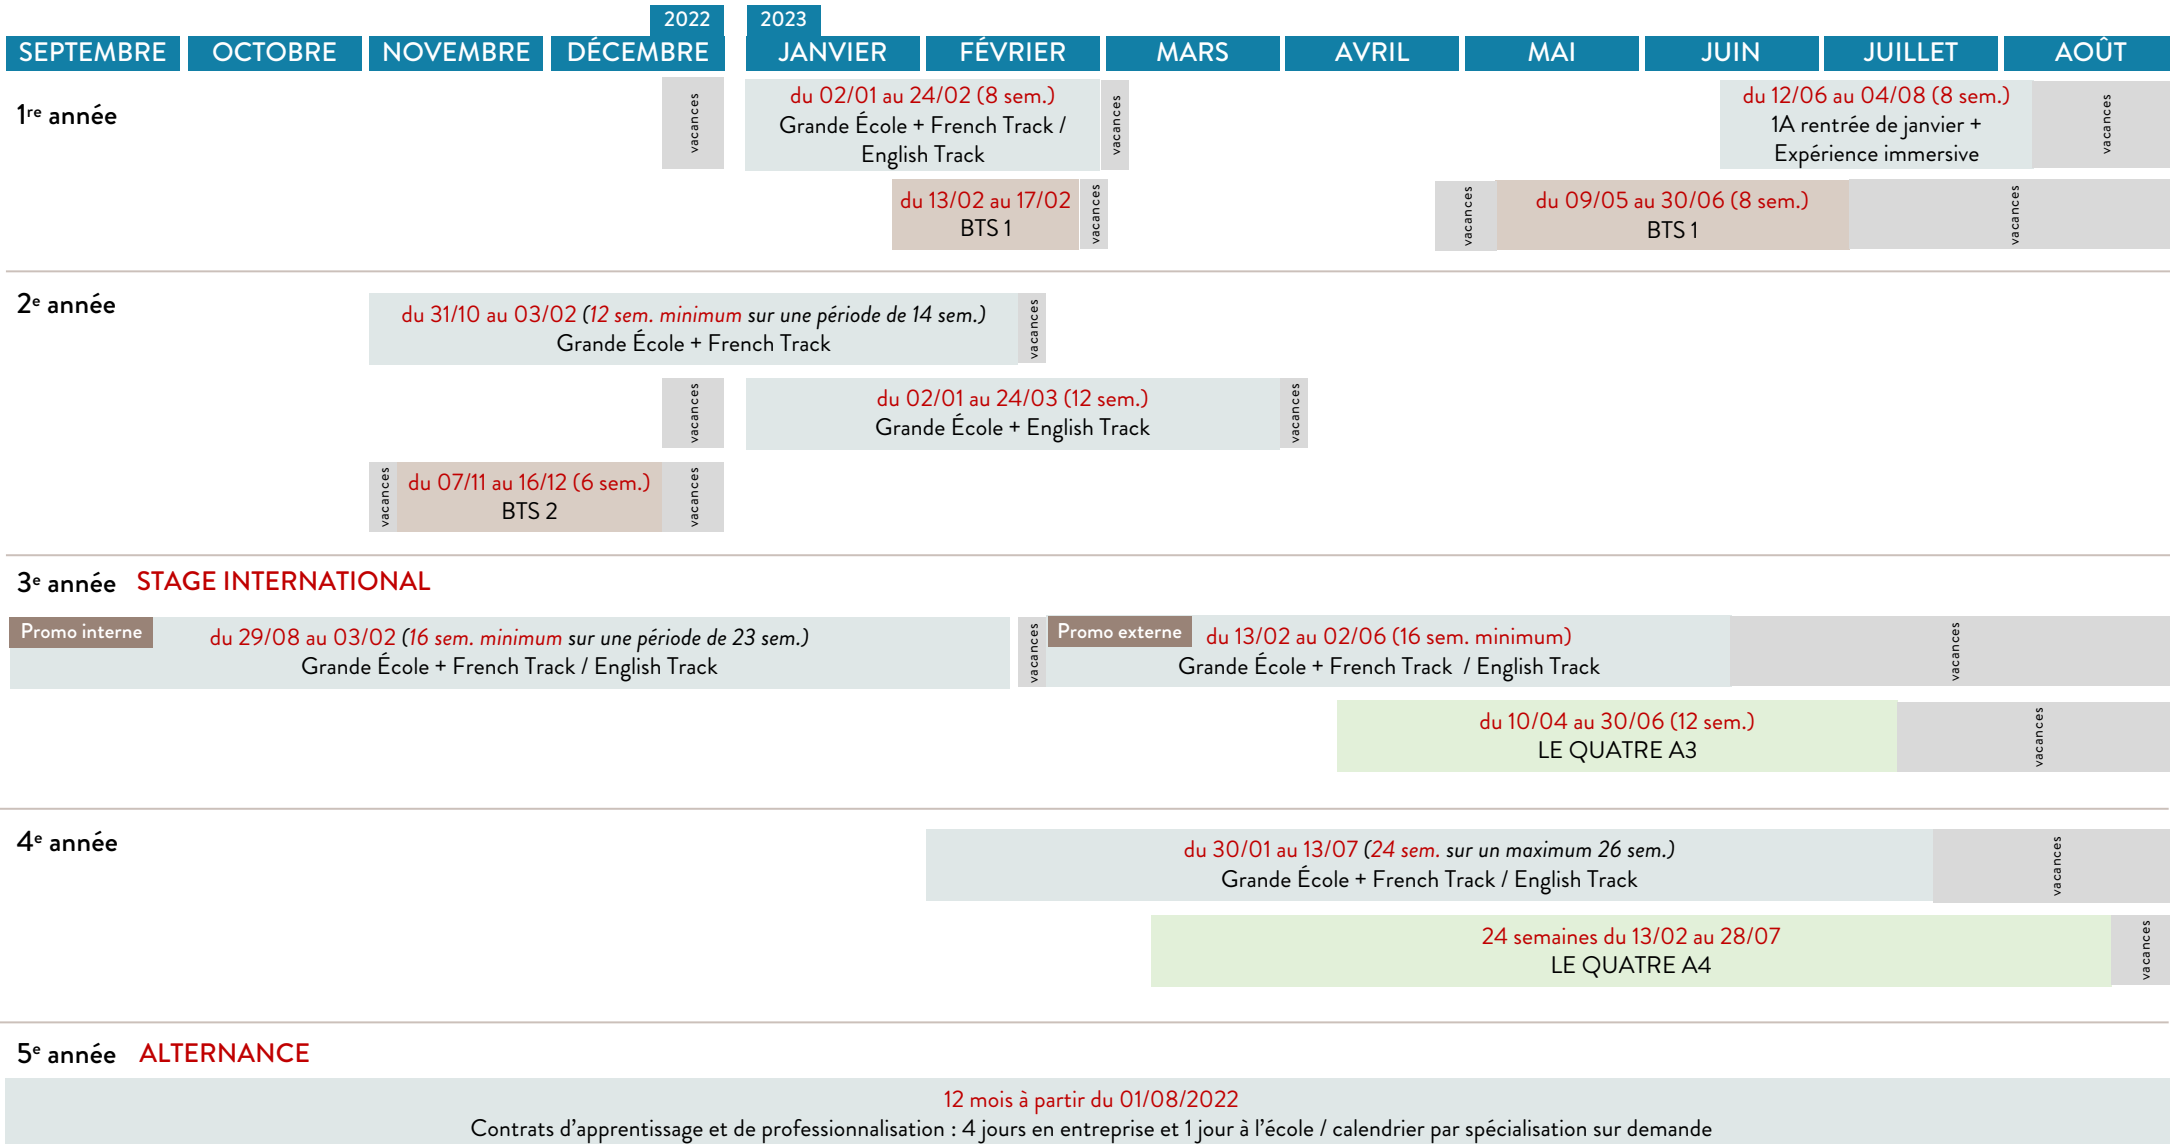 2022
2023
SEPTEMBRE
OCTOBRE
NOVEMBRE
DÉCEMBRE
JANVIER
FÉVRIER
MARS
AVRIL
MAI
JUIN
JUILLET
AOÛT
1re année
vacances
du 02/01 au 24/02 (8 sem.)
Grande École + French Track /
English Track
vacances
du 12/06 au 04/08 (8 sem.)
1A rentrée de janvier +
Expérience immersive
vacances
du 13/02 au 17/02
BTS 1
vacances
vacances
du 09/05 au 30/06 (8 sem.)
BTS 1
vacances
2e année
du 31/10 au 03/02 (12 sem. minimum sur une période de 14 sem.)
Grande École + French Track
vacances
vacances
du 02/01 au 24/03 (12 sem.)
Grande École + English Track
vacances
vacances
du 07/11 au 16/12 (6 sem.)
BTS 2
vacances
3e année STAGE INTERNATIONAL
Promo interne
du 29/08 au 03/02 (16 sem. minimum sur une période de 23 sem.)
Grande École + French Track / English Track
vacances
Promo externe
du 13/02 au 02/06 (16 sem. minimum)
Grande École + French Track / English Track
vacances
du 10/04 au 30/06 (12 sem.)
LE QUATRE A3
vacances
4e année
du 30/01 au 13/07 (24 sem. sur un maximum 26 sem.)
Grande École + French Track / English Track
vacances
24 semaines du 13/02 au 28/07
LE QUATRE A4
vacances
5e année ALTERNANCE
12 mois à partir du 01/08/2022
Contrats d'apprentissage et de professionnalisation : 4 jours en entreprise et 1 jour à l'école / calendrier par spécialisation sur demande